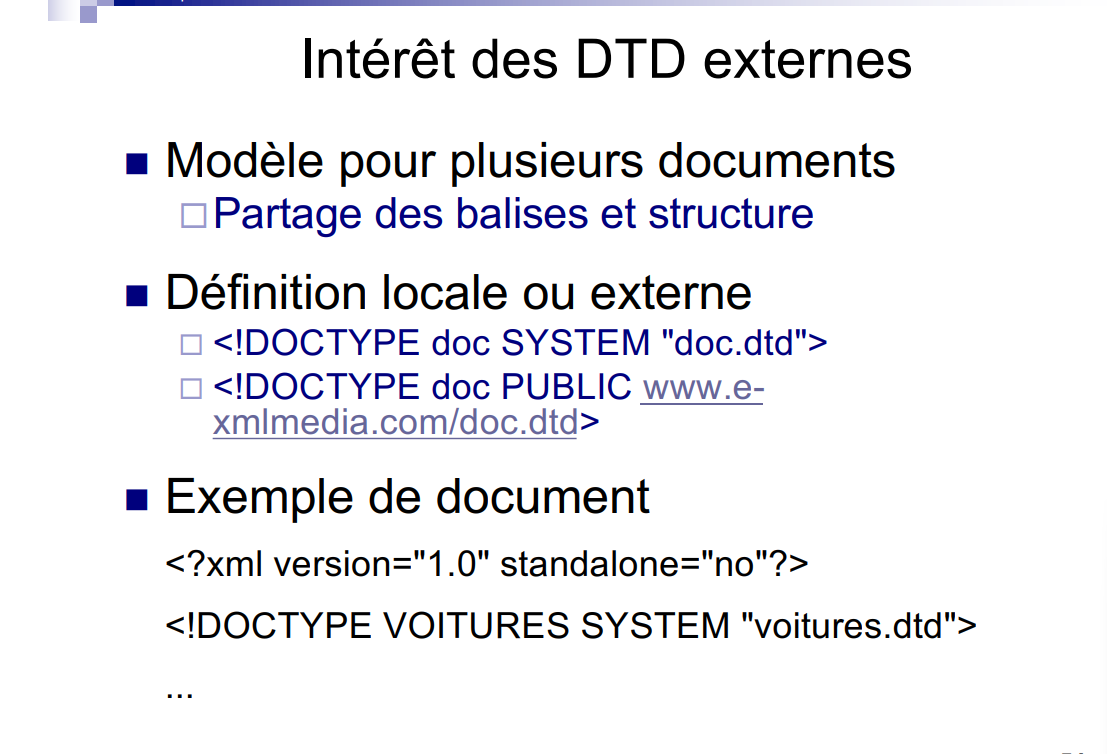 Intérêt des DTD externes
Modèle pour plusieurs documents
Partage des balises et structure
Définition locale ou externe
<!DOCTYPE doc SYSTEM "doc.dtd">
<!DOCTYPE doc PUBLIC www.e-
xmlmedia.com/doc.dtd>
Exemple de document
<?xml version="1.0" standalone="no"?>
<!DOCTYPE VOITURES SYSTEM "voitures.dtd">
...